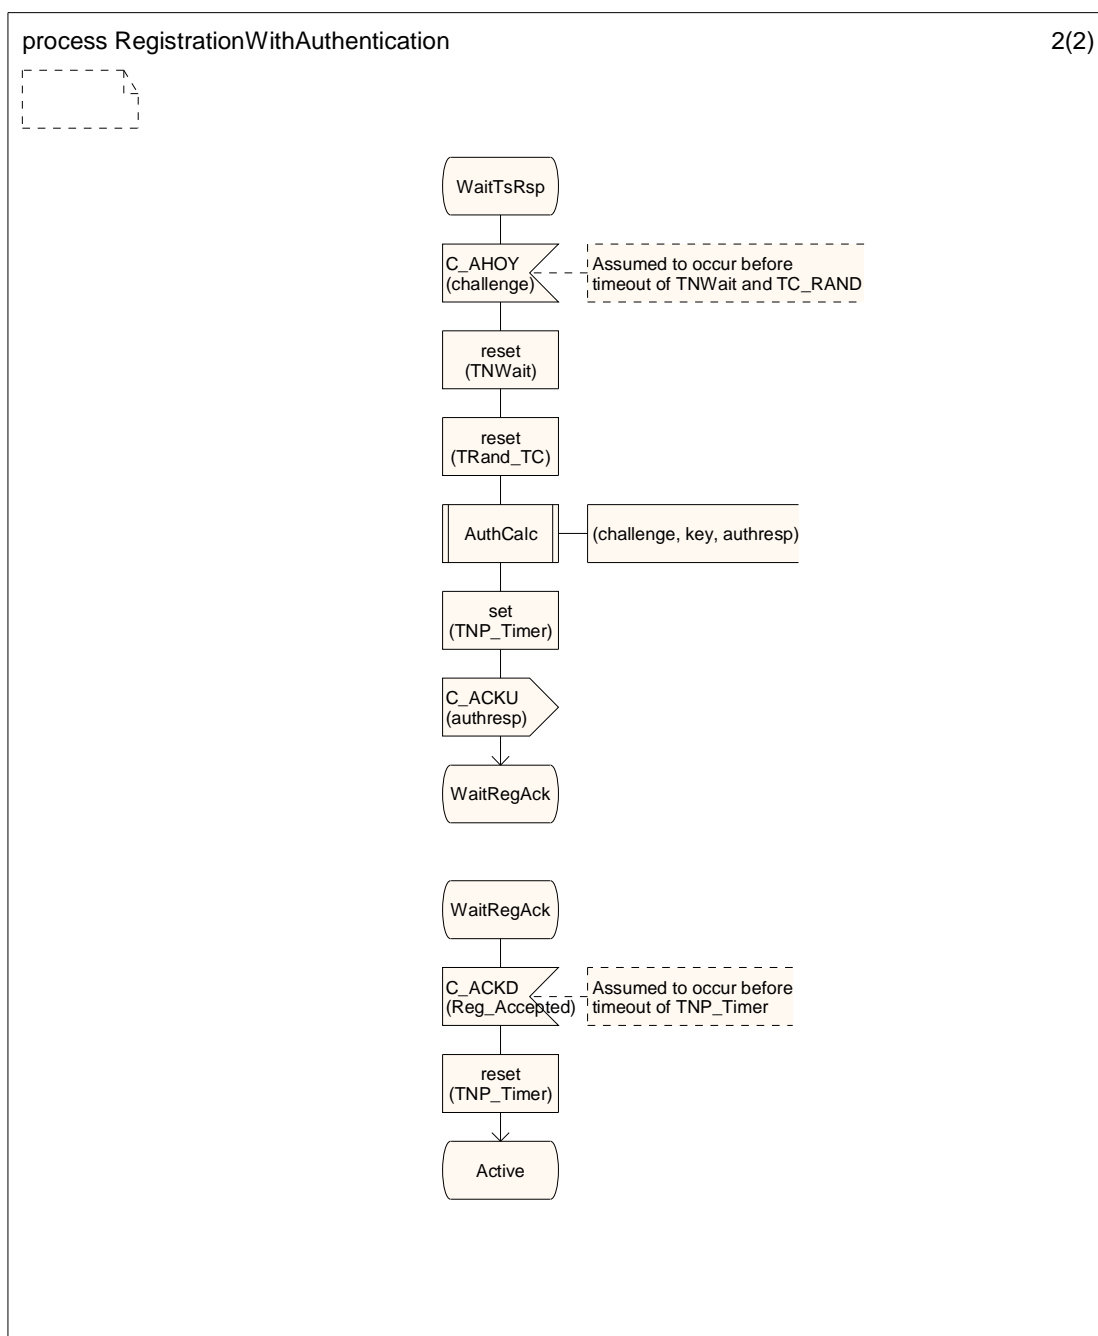 process RegistrationWithAuthentication
2(2)
WaitTsRsp
C_AHOY
(challenge)
Assumed to occur before
timeout of TNWait and TC_RAND
reset
(TNWait)
reset
(TRand_TC)
AuthCalc
(challenge, key, authresp)
set
(TNP_Timer)
C_ACKU
(authresp)
WaitRegAck
WaitRegAck
C_ACKD
(Reg_Accepted)
Assumed to occur before
timeout of TNP_Timer
reset
(TNP_Timer)
Active